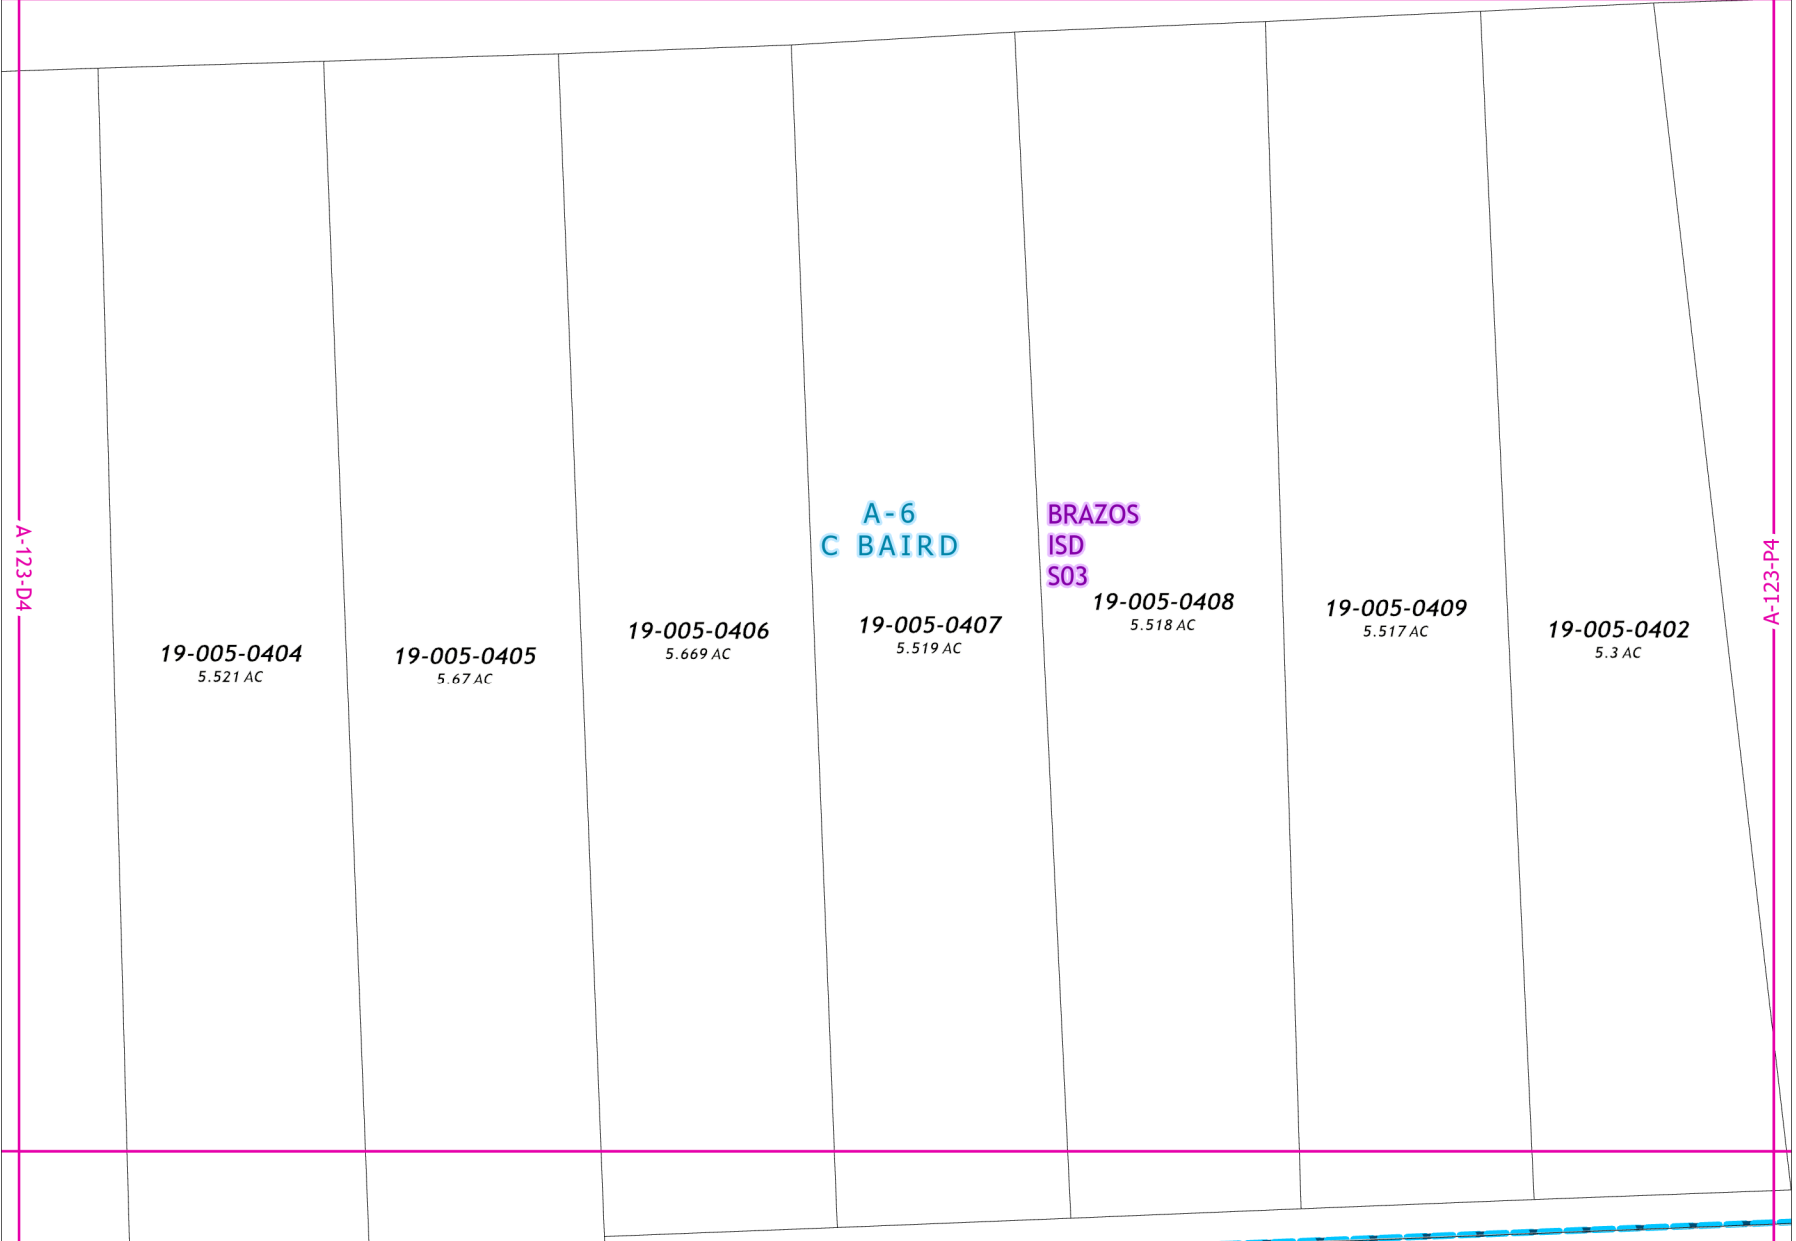 A-6
C BAIRD
BRAZOS
ISD
S03
A-123-D4
A-123-P4
19-005-0404
5.521 AC
19-005-0405
5.67 AC
19-005-0406
5.669 AC
19-005-0407
5.519 AC
19-005-0408
5.518 AC
19-005-0409
5.517 AC
19-005-0402
5.3 AC